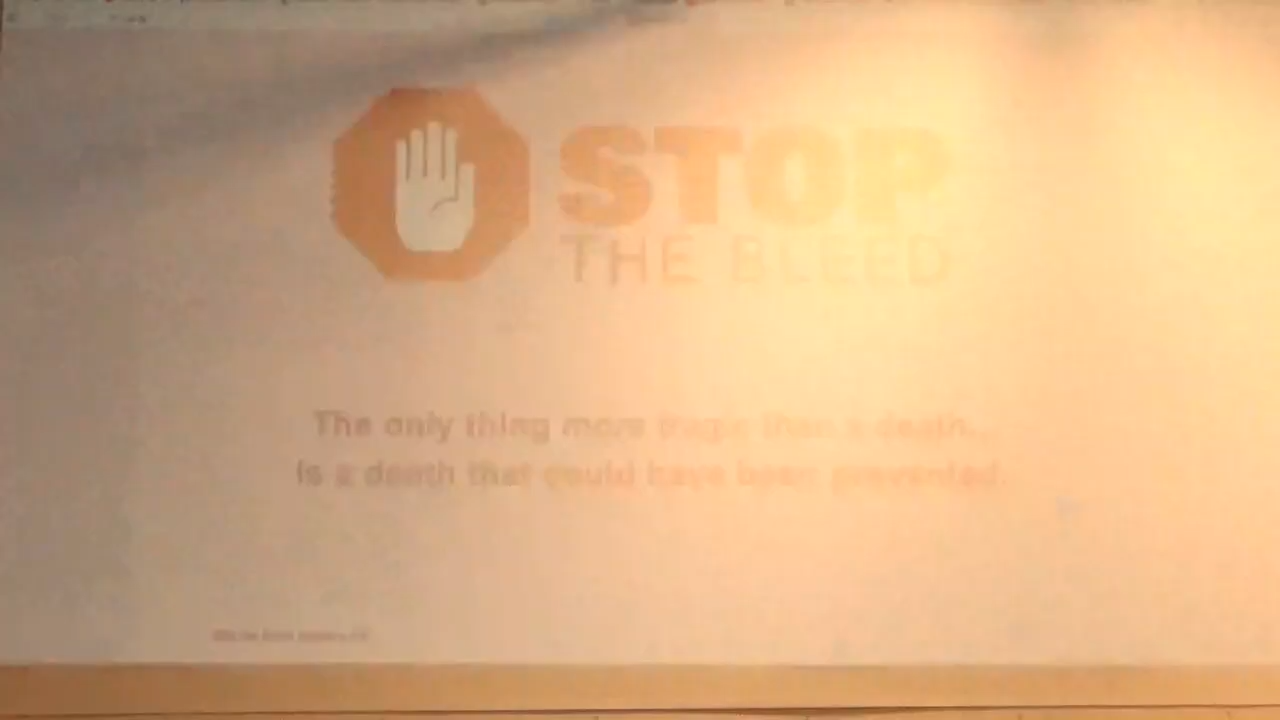 STOP
THE BLEED
The only thing more tragic than a death...
is a death that could have been prevented.